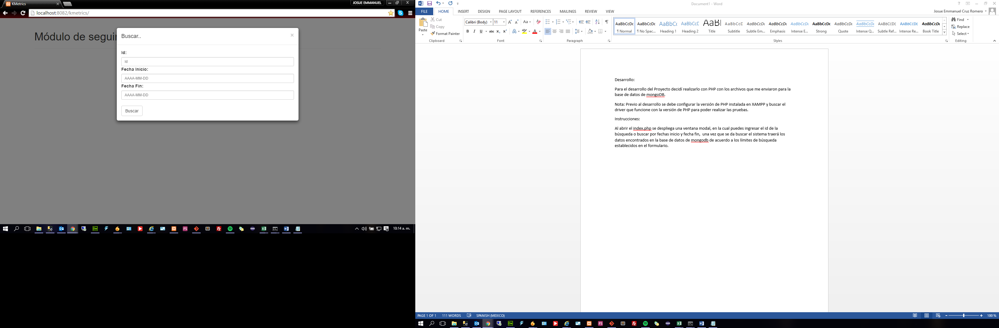 KMetrics
JOSUE EMMANUEL
localhost:8082/kmetrics/
Módulo de segui
Buscar..
×
Id:
Id
Fecha Inicio:
AAAA-MM-DD
Fecha Fin:
AAAA-MM-DD
Buscar
10:14 a. m.
Document1 - Word
FILE HOME INSERT DESIGN PAGE LAYOUT REFERENCES MAILINGS REVIEW VIEW
Josue Emmanuel Cruz Romero
Paste
Cut
Copy
Format Painter
Clipboard
Calibri (Body) 11
Font
Paragraph
AaBbCcDc AaBbCcDc AaBbCc AaBbCcC AaBl AaBbCcC AaBbCcDc AaBbCcDc AaBbCcDc AaBbCcDc AaBbCcDc AaBbCcDc AABBCCDC AABBCCDC AaBbCcDc
¶ Normal ¶ No Spac... Heading 1 Heading 2 Title Subtitle Subtle Em... Emphasis Intense E... Strong Quote Intense Q... Subtle Ref... Intense Re... Book Title
Styles
Find
Replace
Select
Editing
Desarrollo:
Para el desarrollo del Proyecto decidí realizarlo con PHP con los archivos que me enviaron para la
base de datos de mongoDB.
Nota: Previo al desarrollo se debe configurar la versión de PHP instalada en XAMPP y buscar el
driver que funcione con la versión de PHP para poder realizar las pruebas.
Instrucciones:
Al abrir el index.php se despliega una ventana modal, en la cual puedes ingresar el id de la
búsqueda o buscar por fechas inicio y fecha fin, una vez que se da buscar el sistema traerá los
datos encontrados en la base de datos de mongodb de acuerdo a los límites de búsqueda
establecidos en el formulario.
PAGE 1 OF 1 111 WORDS SPANISH (MEXICO)
100 %